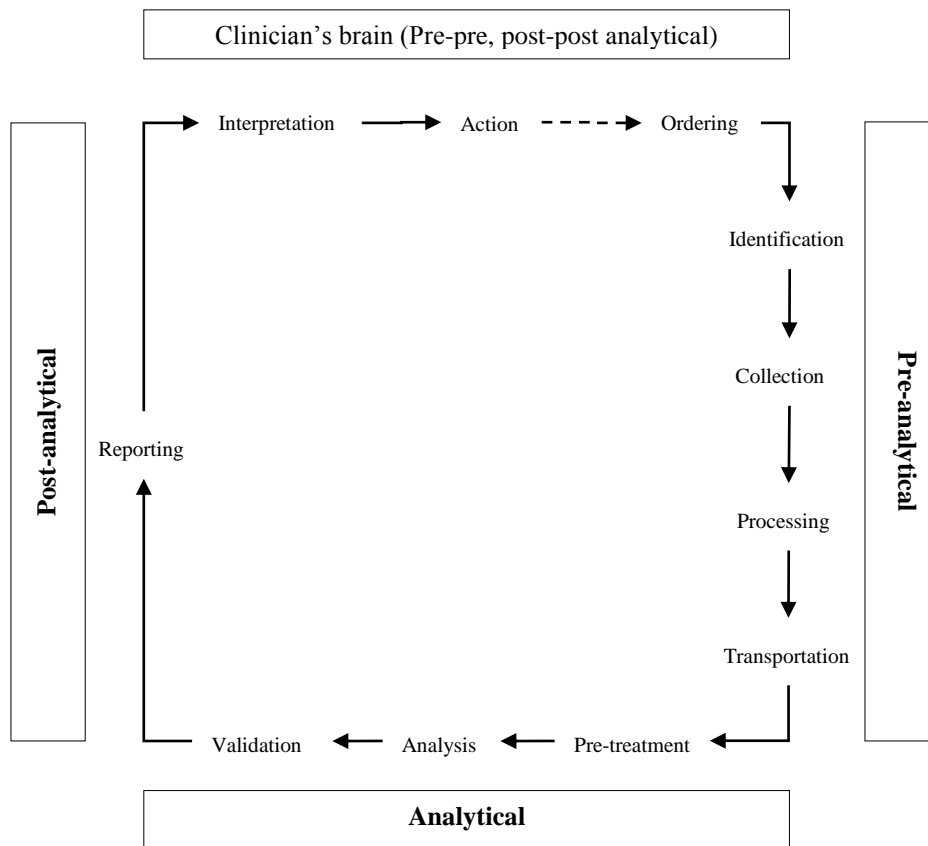 Clinician’s brain (Pre-pre, post-post analytical)
Interpretation
Action
Ordering
Identification
Collection
Processing
Transportation
Pre-treatment
Analysis
Validation
Reporting
Post-analytical
Pre-analytical
Analytical